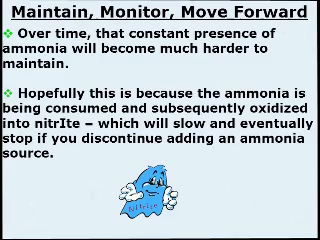 Maintain, Monitor, Move Forward
Over time, that constant presence of
ammonia will become much harder to
maintain.
Hopefully this is because the ammonia is
being consumed and subsequently oxidized
into nitrIte – which will slow and eventually
stop if you discontinue adding an ammonia
source.
Nitrite